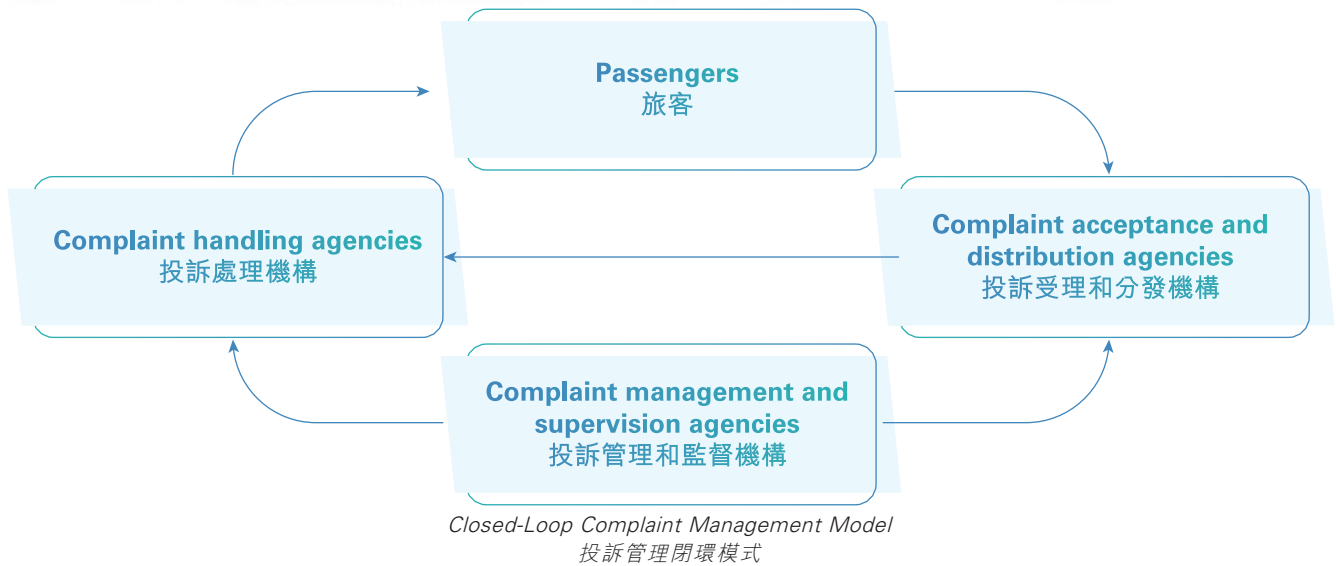 Passengers
旅客
Complaint handling agencies
投訴處理機構
Complaint acceptance and
distribution agencies
投訴受理和分發機構
Complaint management and
supervision agencies
投訴管理和監督機構
Closed-Loop Complaint Management Model
投訴管理閉環模式